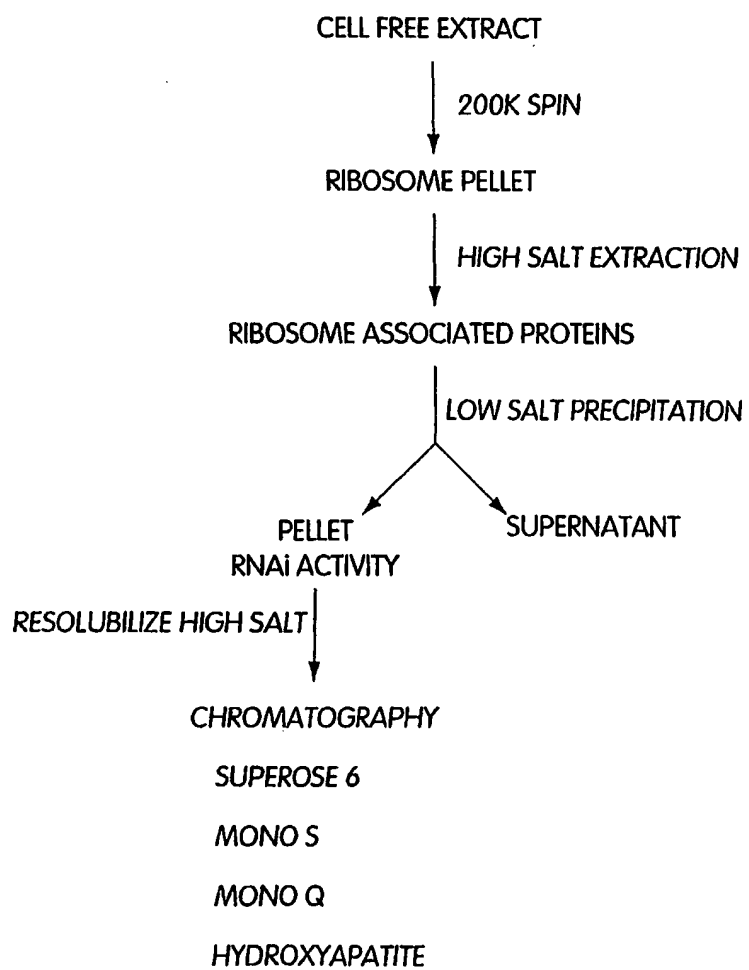 CELL FREE EXTRACT
200K SPIN
RIBOSOME PELLET
HIGH SALT EXTRACTION
RIBOSOME ASSOCIATED PROTEINS
LOW SALT PRECIPITATION
PELLET
RNAi ACTIVITY
SUPERNATANT
RESOLUBILIZE HIGH SALT
CHROMATOGRAPHY
SUPEROSE 6
MONO S
MONO Q
HYDROXYAPATITE